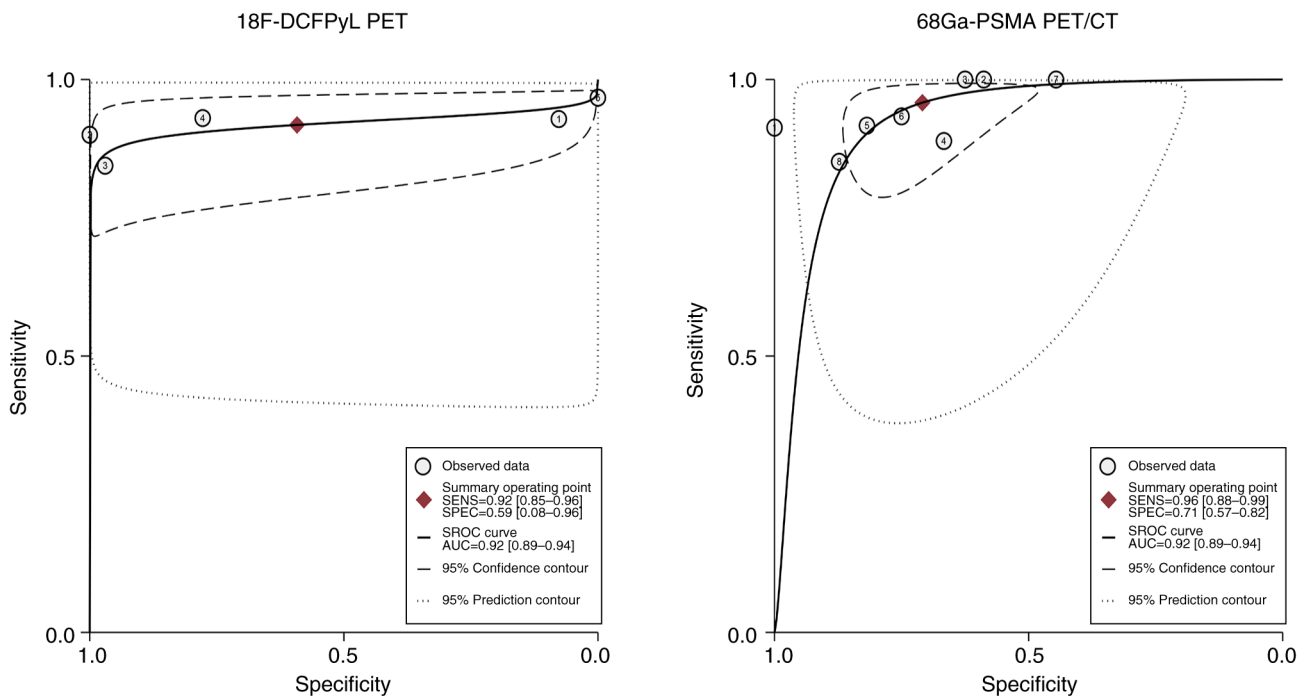 18F-DCFPyL PET
1.0
0.5
0.0
Sensitivity
2
3
4
1
Observed data
Summary operating point
SENS=0.92 [0.85–0.96]
SPEC=0.59 [0.08–0.96]
SROC curve
AUC=0.92 [0.89–0.94]
95% Confidence contour
95% Prediction contour
1.0
0.5
0.0
Specificity
68Ga-PSMA PET/CT
1.0
0.5
0.0
Sensitivity
1
3
2
7
5
6
4
8
Observed data
Summary operating point
SENS=0.96 [0.88–0.99]
SPEC=0.71 [0.57–0.82]
SROC curve
AUC=0.92 [0.89–0.94]
95% Confidence contour
95% Prediction contour
1.0
0.5
0.0
Specificity